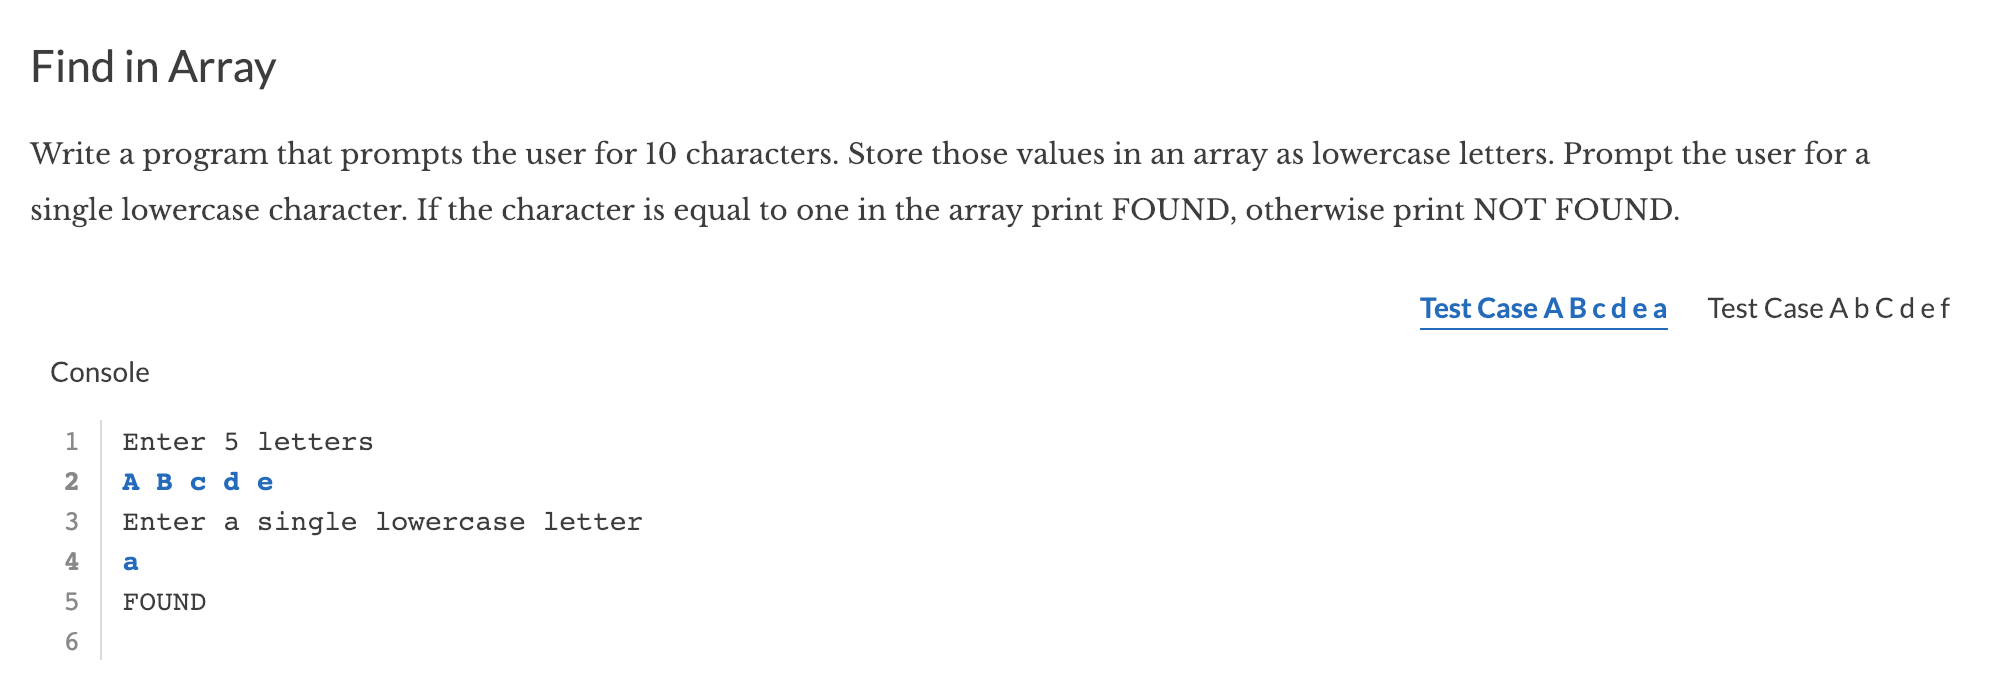 Find in Array
Write a program that prompts the user for 10 characters. Store those values in an array as lowercase letters. Prompt the user for a
single lowercase character. If the character is equal to one in the array print FOUND, otherwise print NOT FOUND.
Test Case A B c d e a Test Case A b C d e f
Console
1 Enter 5 letters
2 A B c d e
3 Enter a single lowercase letter
4 a
5 FOUND
6